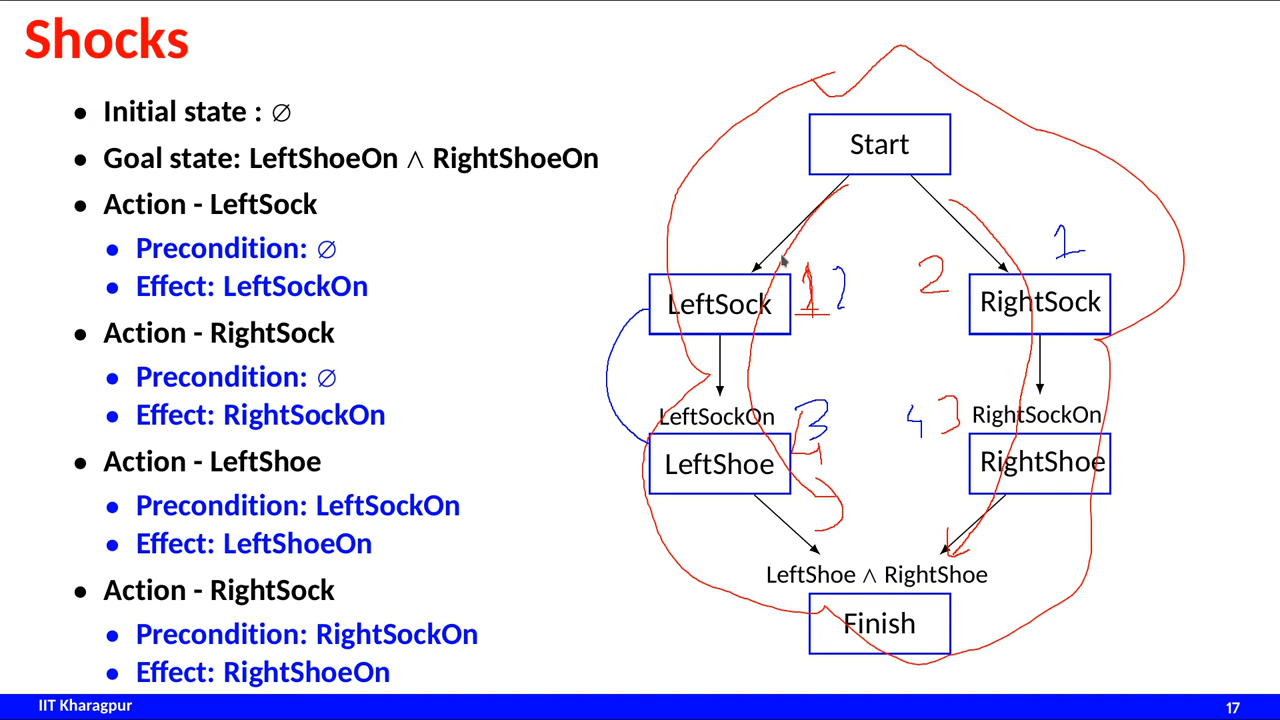 Shocks
• Initial state : ∅
• Goal state: LeftShoeOn ∧ RightShoeOn
• Action - LeftSock
• Precondition: ∅
• Effect: LeftSockOn
• Action - RightSock
• Precondition: ∅
• Effect: RightSockOn
• Action - LeftShoe
• Precondition: LeftSockOn
• Effect: LeftShoeOn
• Action - RightSock
• Precondition: RightSockOn
• Effect: RightShoeOn
Start
1
LeftSock
1 2
2
RightSock
LeftSockOn
3
4 3
RightSockOn
LeftShoe
4
RightShoe
LeftShoe ∧ RightShoe
Finish
IIT Kharagpur
17